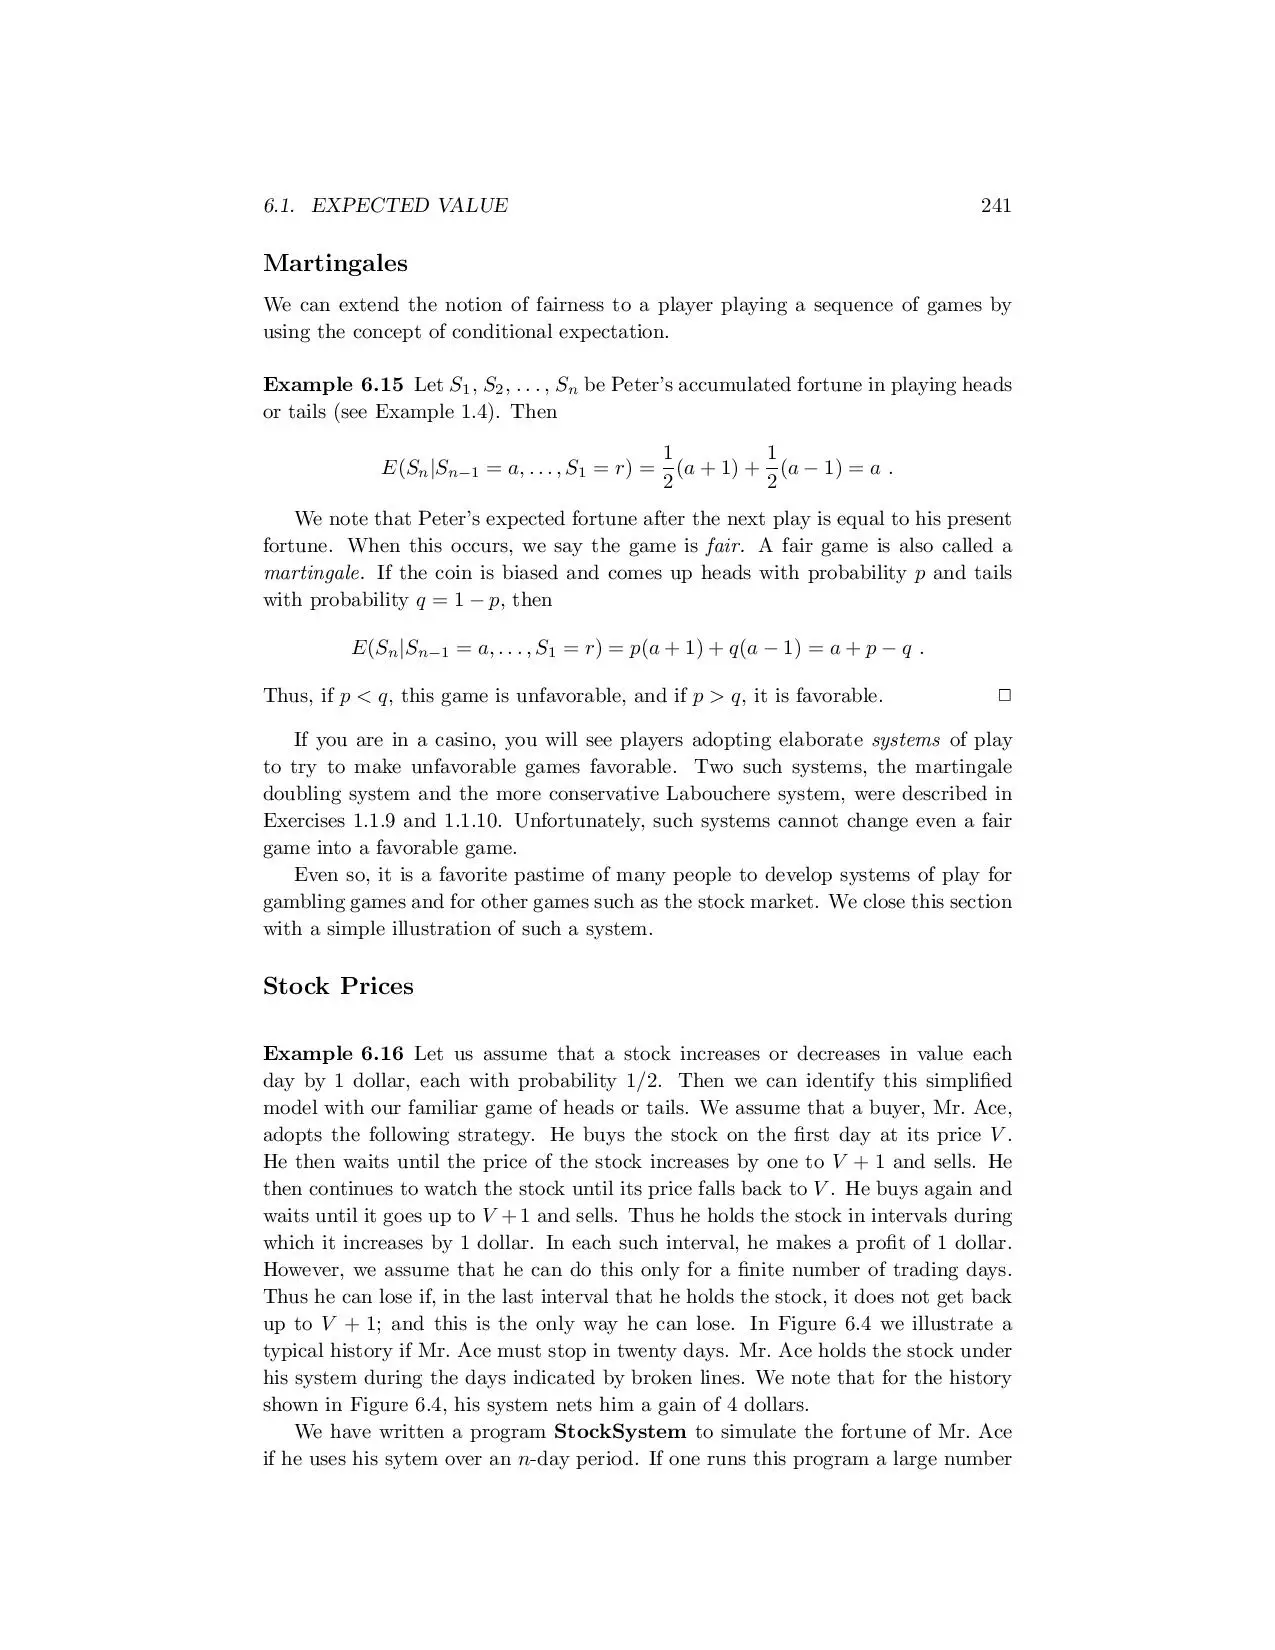 6.1. EXPECTED VALUE 241
Martingales
We can extend the notion of fairness to a player playing a sequence of games by
using the concept of conditional expectation.
Example 6.15 Let S₁, S₂, . . . , Sₙ be Peter's accumulated fortune in playing heads
or tails (see Example 1.4). Then
E(Sₙ|Sₙ₋₁ = a, . . . , S₁ = r) = 1/2(a + 1) + 1/2(a − 1) = a .
We note that Peter's expected fortune after the next play is equal to his present
fortune. When this occurs, we say the game is fair. A fair game is also called a
martingale. If the coin is biased and comes up heads with probability p and tails
with probability q = 1 − p, then
E(Sₙ|Sₙ₋₁ = a, . . . , S₁ = r) = p(a + 1) + q(a − 1) = a + p − q .
Thus, if p < q, this game is unfavorable, and if p > q, it is favorable. □
If you are in a casino, you will see players adopting elaborate systems of play
to try to make unfavorable games favorable. Two such systems, the martingale
doubling system and the more conservative Labouchere system, were described in
Exercises 1.1.9 and 1.1.10. Unfortunately, such systems cannot change even a fair
game into a favorable game.
Even so, it is a favorite pastime of many people to develop systems of play for
gambling games and for other games such as the stock market. We close this section
with a simple illustration of such a system.
Stock Prices
Example 6.16 Let us assume that a stock increases or decreases in value each
day by 1 dollar, each with probability 1/2. Then we can identify this simplified
model with our familiar game of heads or tails. We assume that a buyer, Mr. Ace,
adopts the following strategy. He buys the stock on the first day at its price V.
He then waits until the price of the stock increases by one to V + 1 and sells. He
then continues to watch the stock until its price falls back to V. He buys again and
waits until it goes up to V + 1 and sells. Thus he holds the stock in intervals during
which it increases by 1 dollar. In each such interval, he makes a profit of 1 dollar.
However, we assume that he can do this only for a finite number of trading days.
Thus he can lose if, in the last interval that he holds the stock, it does not get back
up to V + 1; and this is the only way he can lose. In Figure 6.4 we illustrate a
typical history if Mr. Ace must stop in twenty days. Mr. Ace holds the stock under
his system during the days indicated by broken lines. We note that for the history
shown in Figure 6.4, his system nets him a gain of 4 dollars.
We have written a program StockSystem to simulate the fortune of Mr. Ace
if he uses his sytem over an n-day period. If one runs this program a large number